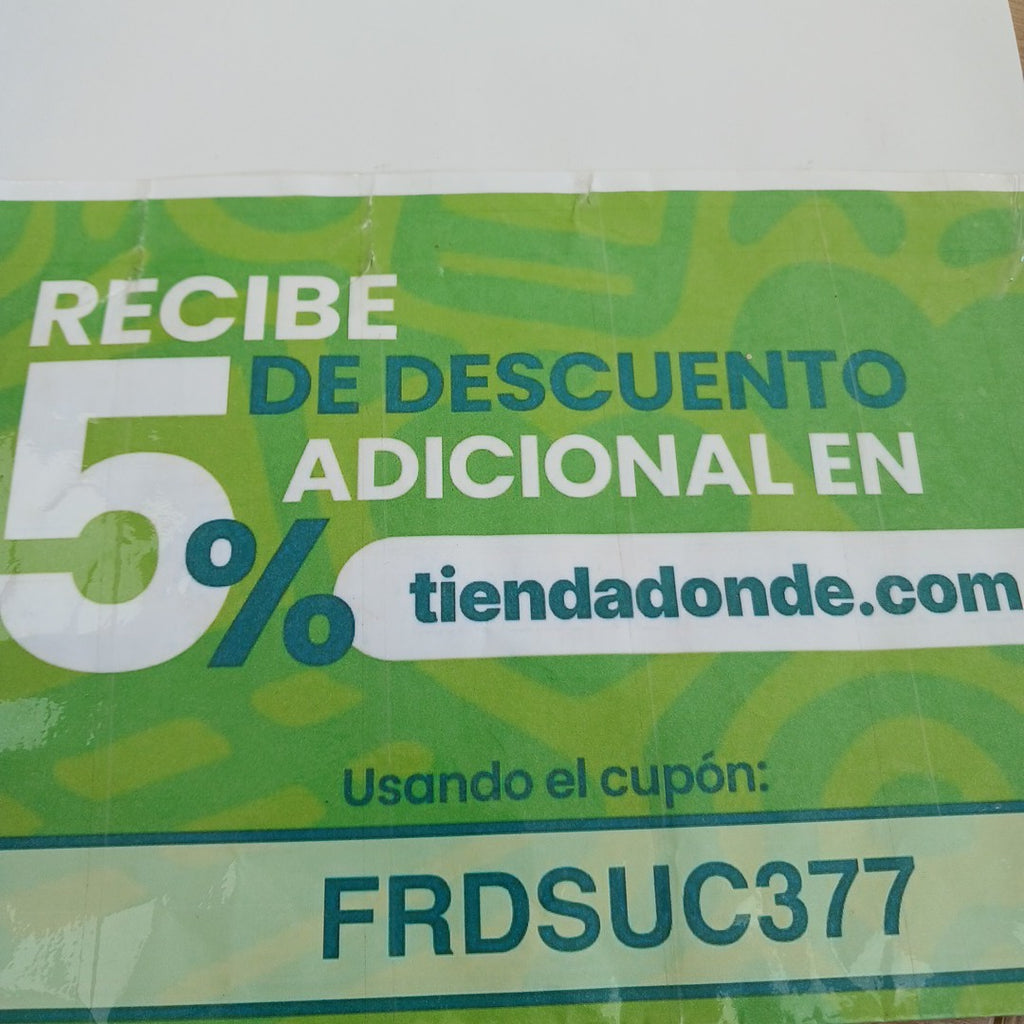 RECIBE
5% DE DESCUENTO
ADICIONAL EN
tiendadonde.com
Usando el cupón:
FRDSUC377